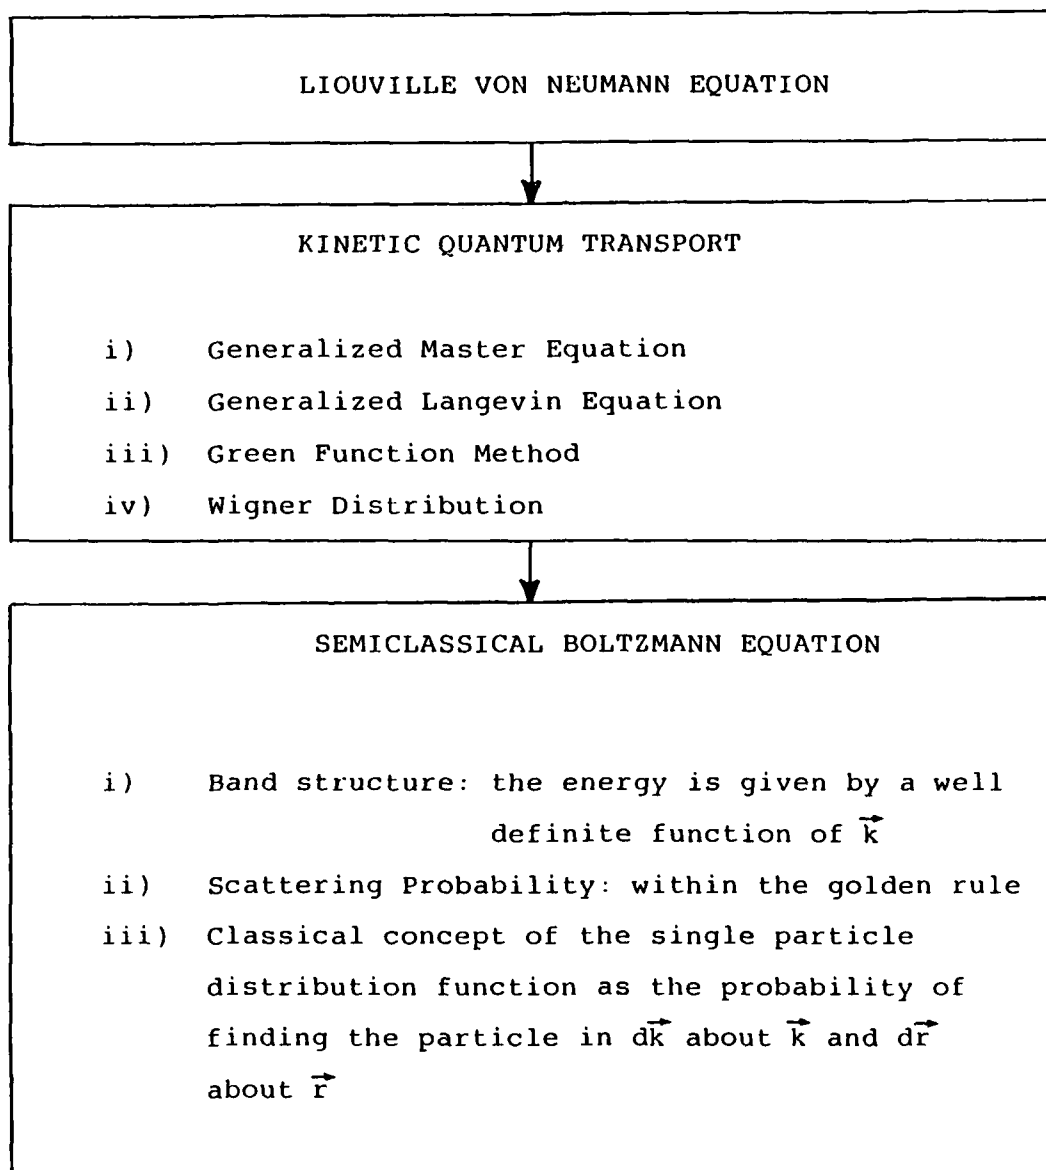 LIOUVILLE VON NEUMANN EQUATION
KINETIC QUANTUM TRANSPORT
i) Generalized Master Equation
ii) Generalized Langevin Equation
iii) Green Function Method
iv) Wigner Distribution
SEMICLASSICAL BOLTZMANN EQUATION
i) Band structure: the energy is given by a well
definite function of k⃗
ii) Scattering Probability: within the golden rule
iii) Classical concept of the single particle
distribution function as the probability of
finding the particle in dk⃗ about k⃗ and dr⃗
about r⃗